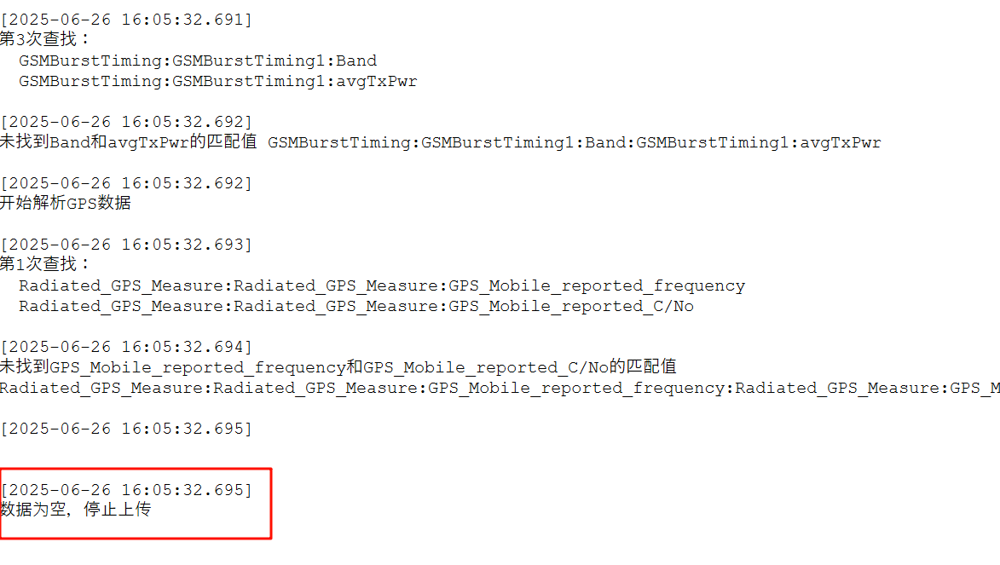 [2025-06-26 16:05:32.691]
第3次查找：
GSMBurstTiming:GSMBurstTiming1:Band
GSMBurstTiming:GSMBurstTiming1:avgTxPwr
[2025-06-26 16:05:32.692]
未找到Band和avgTxPwr的匹配值 GSMBurstTiming:GSMBurstTiming1:Band:GSMBurstTiming1:avgTxPwr
[2025-06-26 16:05:32.692]
开始解析GPS数据
[2025-06-26 16:05:32.693]
第1次查找：
Radiated_GPS_Measure:Radiated_GPS_Measure:GPS_Mobile_reported_frequency
Radiated_GPS_Measure:Radiated_GPS_Measure:GPS_Mobile_reported_C/No
[2025-06-26 16:05:32.694]
未找到GPS_Mobile_reported_frequency和GPS_Mobile_reported_C/No的匹配值
Radiated_GPS_Measure:Radiated_GPS_Measure:GPS_Mobile_reported_frequency:Radiated_GPS_Measure:GPS_M
[2025-06-26 16:05:32.695]
[2025-06-26 16:05:32.695]
数据为空，停止上传